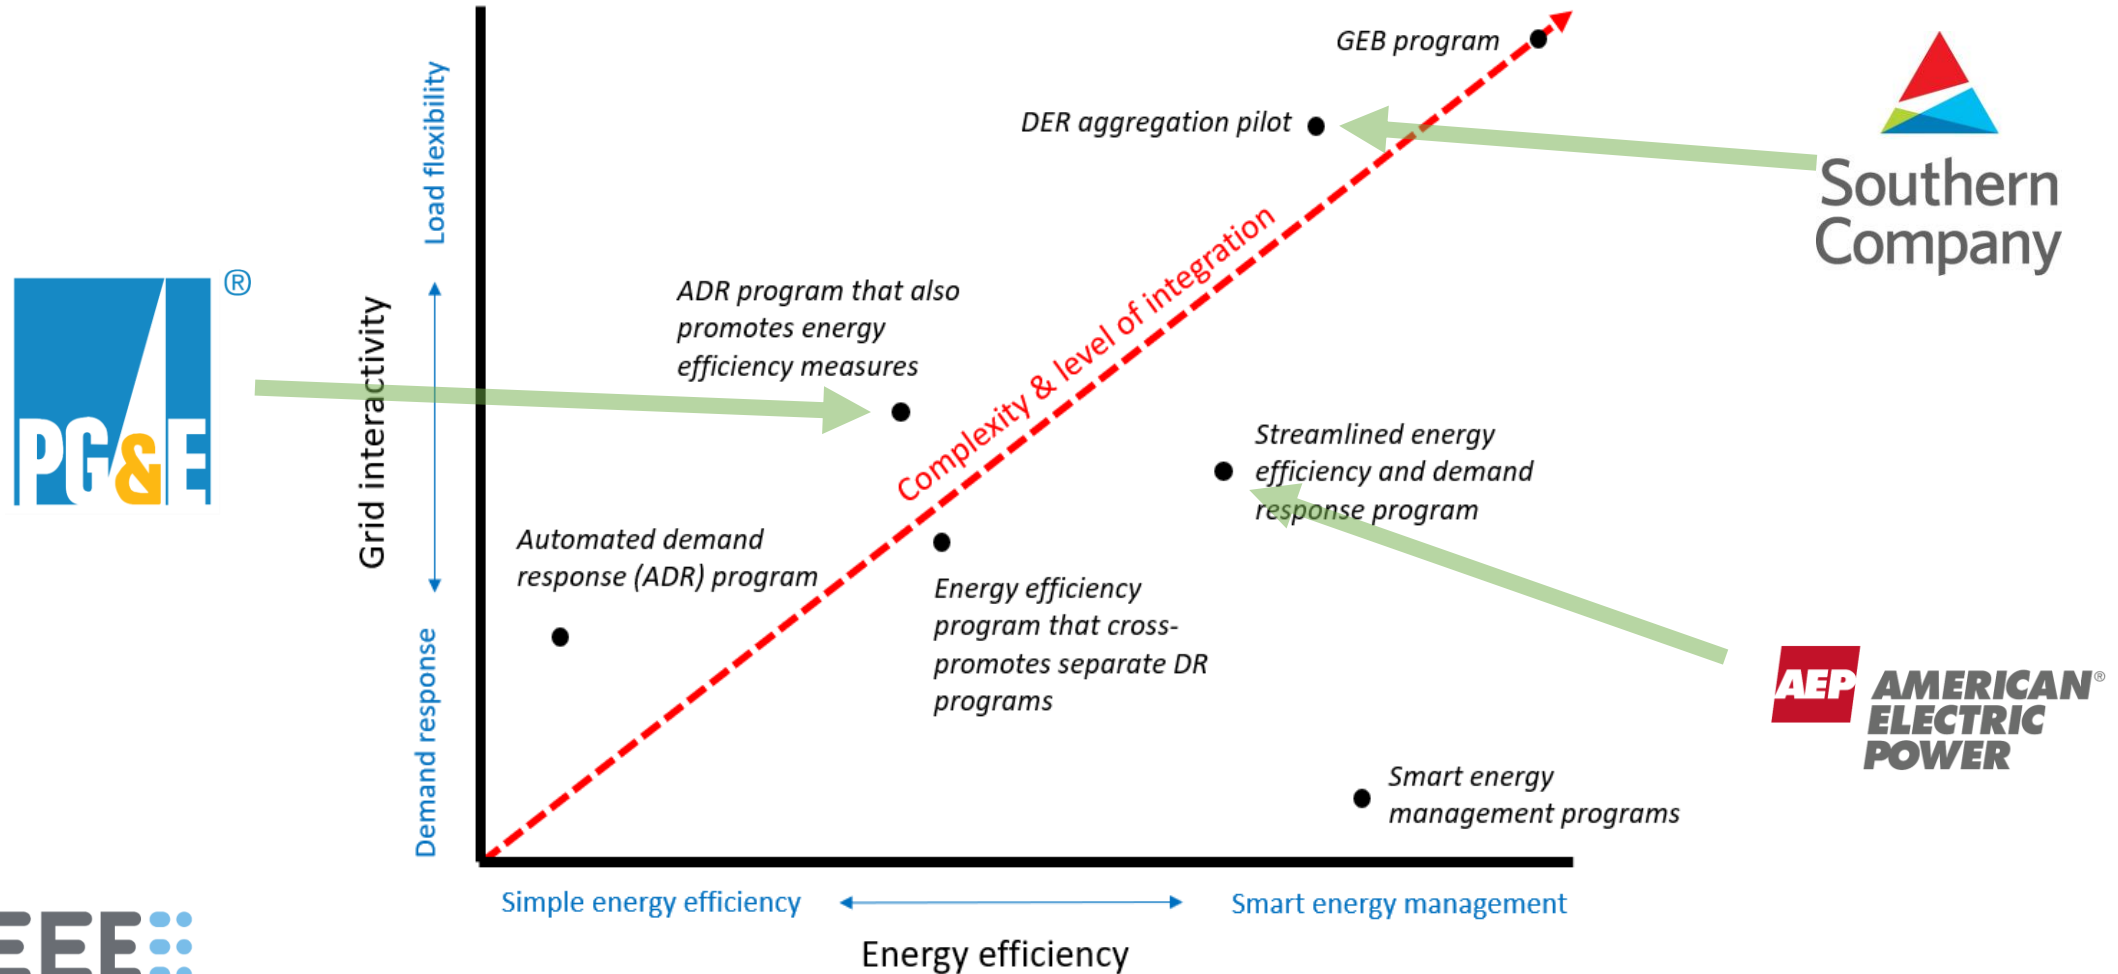 GEB program
DER aggregation pilot
Southern
Company
Load flexibility
Grid interactivity
Demand response
®
PG&E
ADR program that also
promotes energy
efficiency measures
Complexity & level of integration
Streamlined energy
efficiency and demand
response program
Automated demand
response (ADR) program
Energy efficiency
program that cross-
promotes separate DR
programs
AEP AMERICAN®
ELECTRIC
POWER
Smart energy
management programs
Simple energy efficiency
Smart energy management
Energy efficiency
EEE